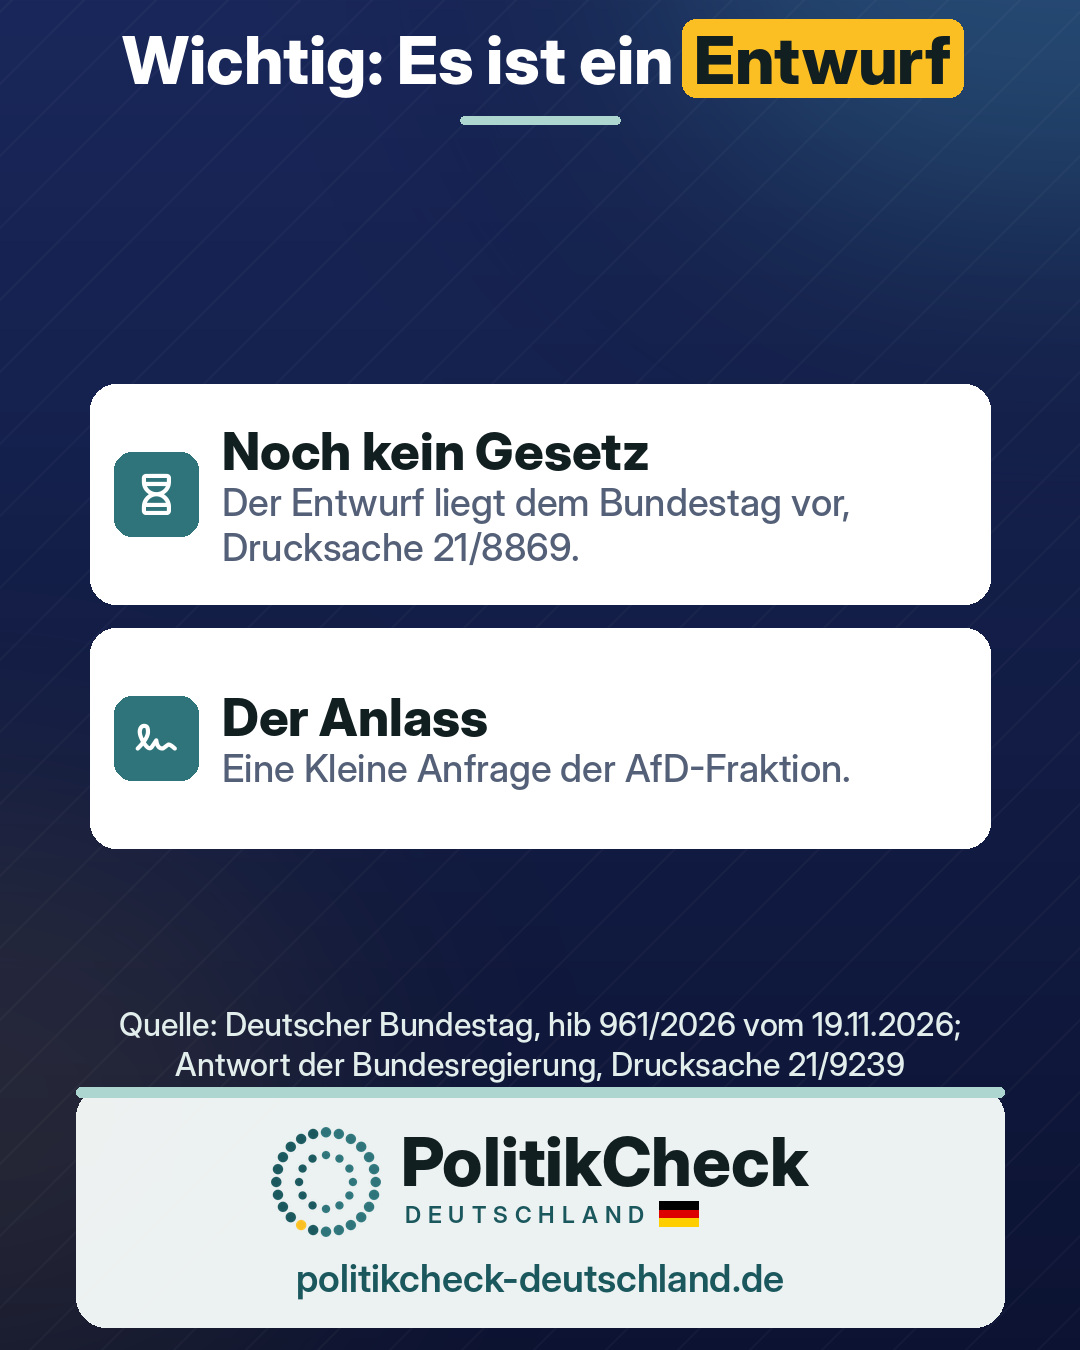 Wichtig: Es ist ein Entwurf
Noch kein Gesetz
Der Entwurf liegt dem Bundestag vor,
Drucksache 21/8869.
Der Anlass
Eine Kleine Anfrage der AfD-Fraktion.
Quelle: Deutscher Bundestag, hib 961/2026 vom 19.11.2026;
Antwort der Bundesregierung, Drucksache 21/9239
PolitikCheck
DEUTSCHLAND
politikcheck-deutschland.de